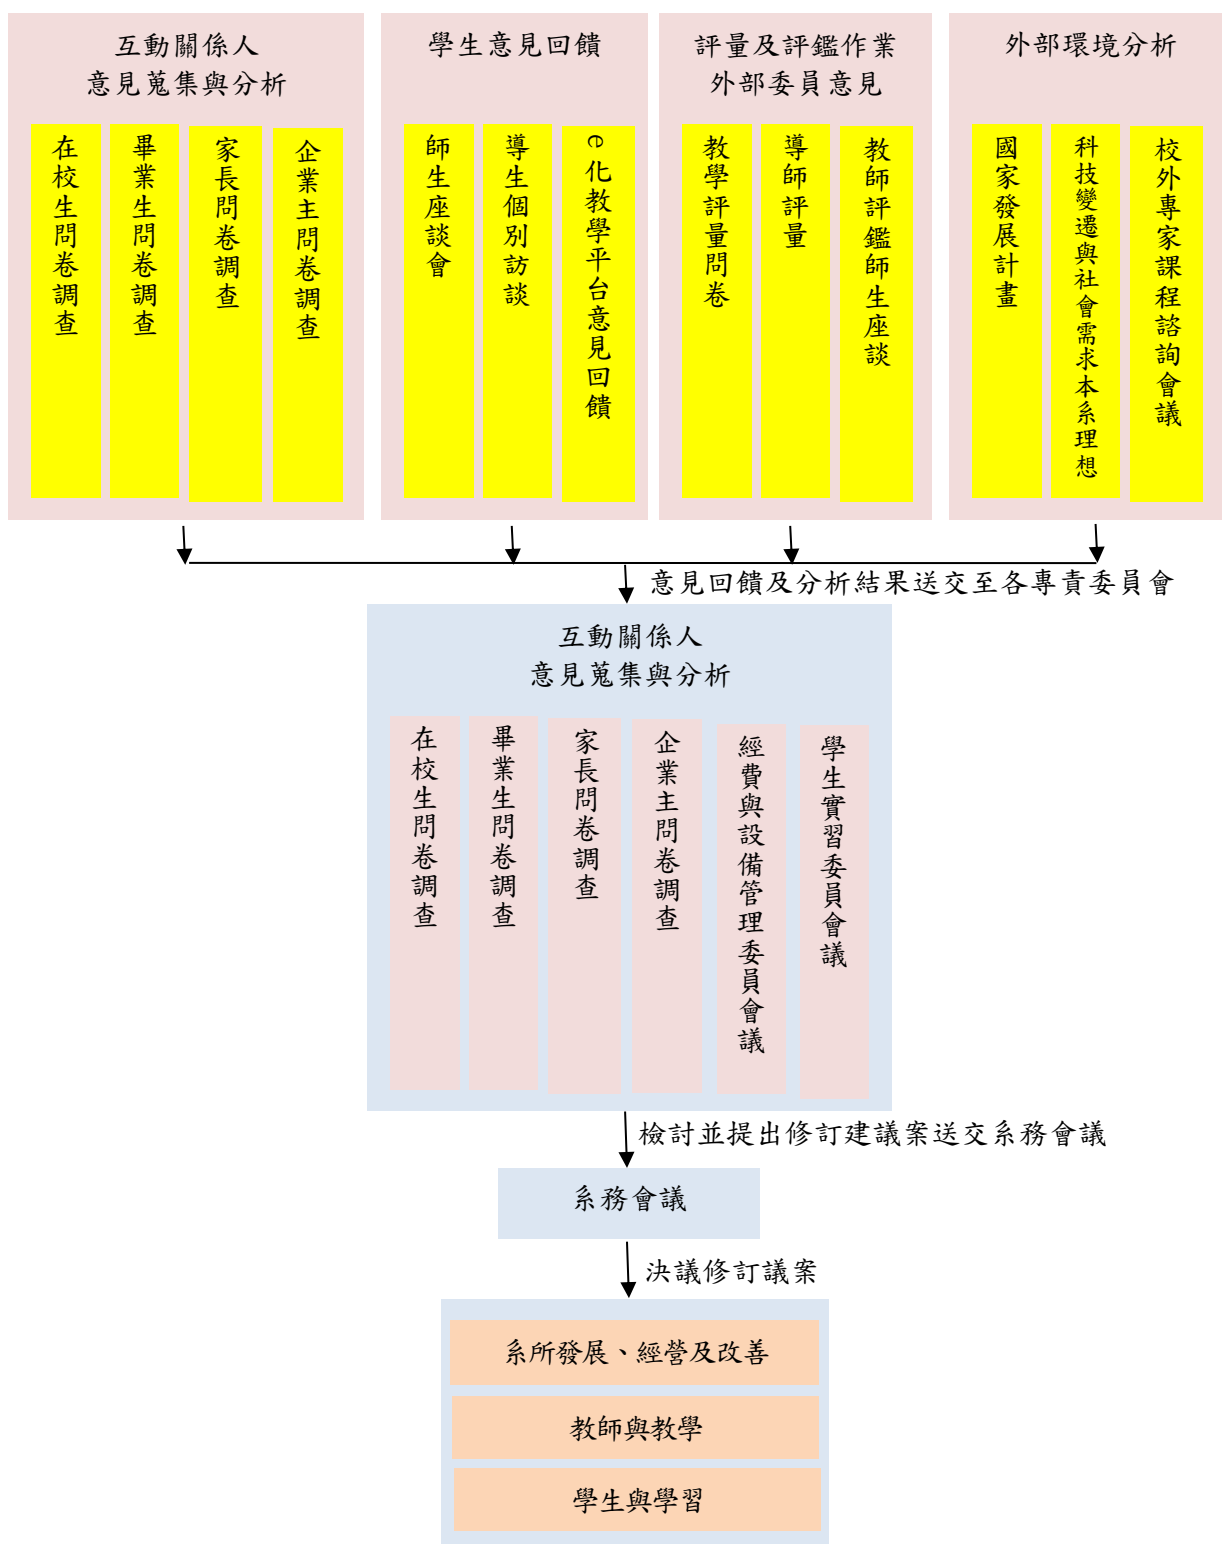 互動關係人
意見蒐集與分析
在校生問卷調查
畢業生問卷調查
家長問卷調查
企業主問卷調查
學生意見回饋
師生座談會
導生個別訪談
e化教學平台意見回饋
評量及評鑑作業
外部委員意見
教學評量問卷
導師評量
教師評鑑師生座談
外部環境分析
國家發展計畫
科技變遷與社會需求本系理想
校外專家課程諮詢會議
意見回饋及分析結果送交至各專責委員會
互動關係人
意見蒐集與分析
在校生問卷調查
畢業生問卷調查
家長問卷調查
企業主問卷調查
經費與設備管理委員會議
學生實習委員會議
檢討並提出修訂建議案送交系務會議
系務會議
決議修訂議案
系所發展、經營及改善
教師與教學
學生與學習